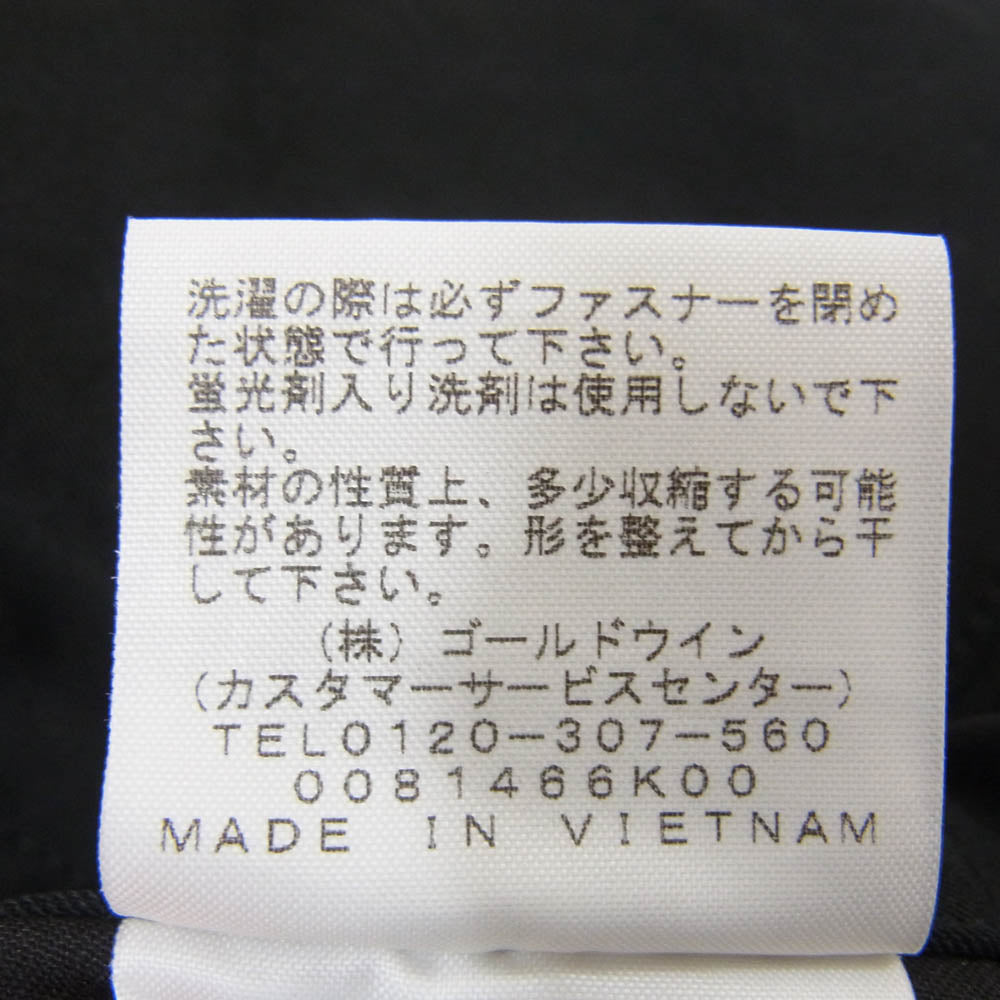 洗濯の際は必ずファスナーを閉め
た状態で行って下さい。
蛍光剤入り洗剤は使用しないで下
さい。
素材の性質上、多少収縮する可能
性があります。形を整えてから干
して下さい。
(株)ゴールドウイン
(カスタマーサービスセンター)
TEL0120-307-560
0081466K00
MADE IN VIETNAM